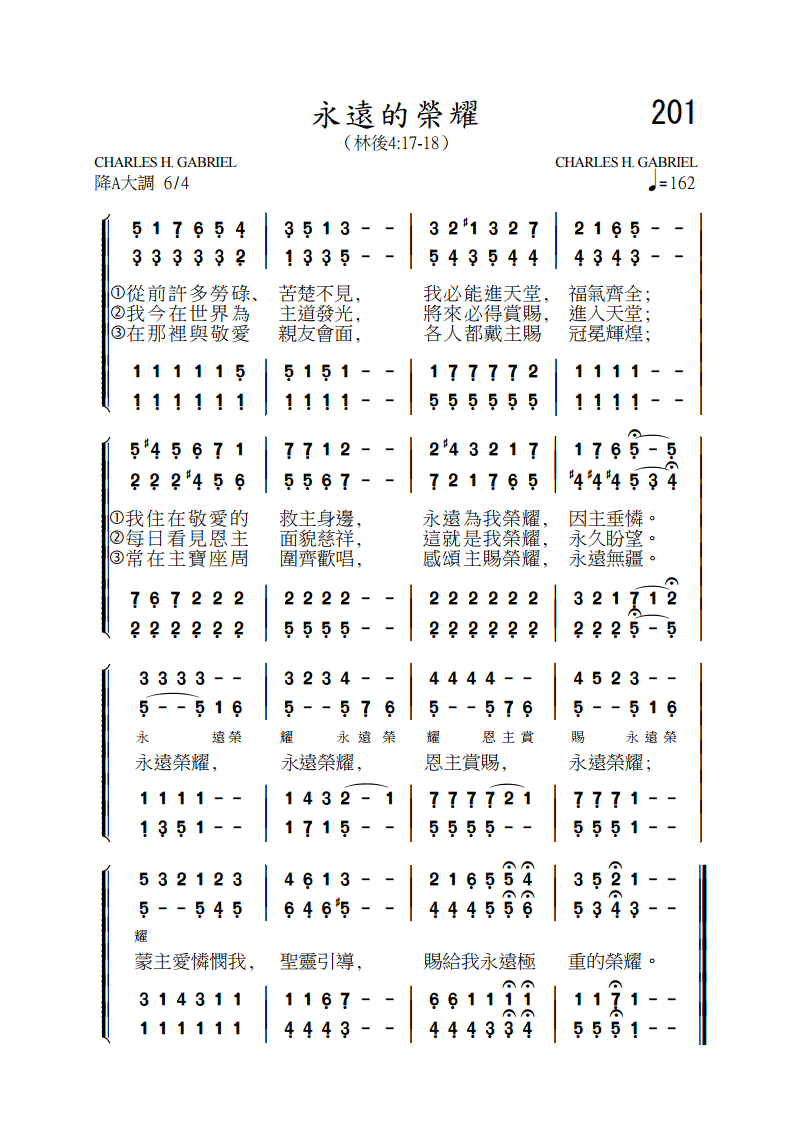 永遠的榮耀
201
（林後4:17-18）
CHARLES H. GABRIEL
CHARLES H. GABRIEL
降A大調 6/4
♩=162
5 1 7 6 5 4 3 5 1 3 - - 3 2 #1 3 2 7 2 1 6 5 - -
3 3 3 3 3 2 1 3 3 5 - - 5 4 3 5 4 4 4 3 4 3 - -
①從前許多勞碌、 苦楚不見， 我必能進天堂， 福氣齊全；
②我今在世界為 主道發光， 將來必得賞賜， 進入天堂；
③在那裡與敬愛 親友會面， 各人都戴主賜 冠冕輝煌；
1 1 1 1 1 5 5 1 5 1 - - 1 7 7 7 7 2 1 1 1 1 - -
1 1 1 1 1 1 1 1 1 1 - - 5 5 5 5 5 5 1 1 1 1 - -
5 #4 5 6 7 1 7 7 1 2 - - 2 #4 3 2 1 7 1 7 6 5 - 5
2 2 2 #4 5 6 5 5 6 7 - - 7 2 1 7 6 5 #4 #4 #4 5 3 4
①我住在敬愛的 救主身邊， 永遠為我榮耀， 因主垂憐。
②每日看見恩主 面貌慈祥， 這就是我榮耀， 永久盼望。
③常在主寶座周 圍齊歡唱， 感頌主賜榮耀， 永遠無疆。
7 6 7 2 2 2 2 2 2 2 - - 2 2 2 2 2 2 3 2 1 7 1 2
2 2 2 2 2 2 5 5 5 5 - - 2 2 2 2 2 2 2 2 2 5 - 5
3 3 3 3 - - 3 2 3 4 - - 4 4 4 4 - - 4 5 2 3 - -
5 - - 5 1 6 5 - - 5 7 6 5 - - 5 7 6 5 - - 5 1 6
永 遠榮 耀 永遠榮 耀 恩主賞 賜 永遠榮
永遠榮耀， 永遠榮耀， 恩主賞賜， 永遠榮耀；
1 1 1 1 - - 1 4 3 2 - 1 7 7 7 7 2 1 7 7 7 1 - -
1 3 5 1 - - 1 7 1 5 - - 5 5 5 5 - - 5 5 5 1 - -
5 3 2 1 2 3 4 6 1 3 - - 2 1 6 5 5 4 3 5 2 1 - -
5 - - 5 4 5 6 4 6 #5 - - 4 4 4 5 5 6 5 3 4 3 - -
耀
蒙主愛憐憫我， 聖靈引導， 賜給我永遠極 重的榮耀。
3 1 4 3 1 1 1 1 6 7 - - 6 6 1 1 1 1 1 1 7 1 - -
1 1 1 1 1 1 4 4 4 3 - - 4 4 4 3 3 4 5 5 5 1 - -